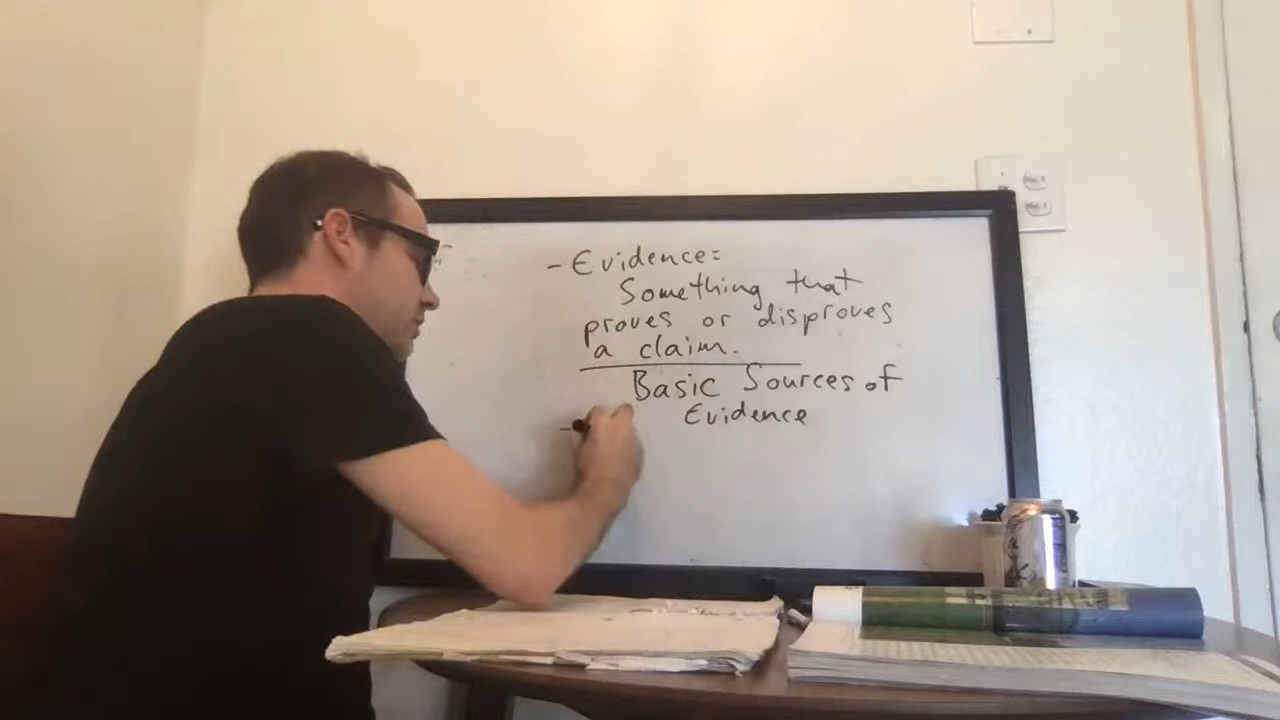 - Evidence:
Something that
proves or disproves
a claim.
Basic Sources of
Evidence
-